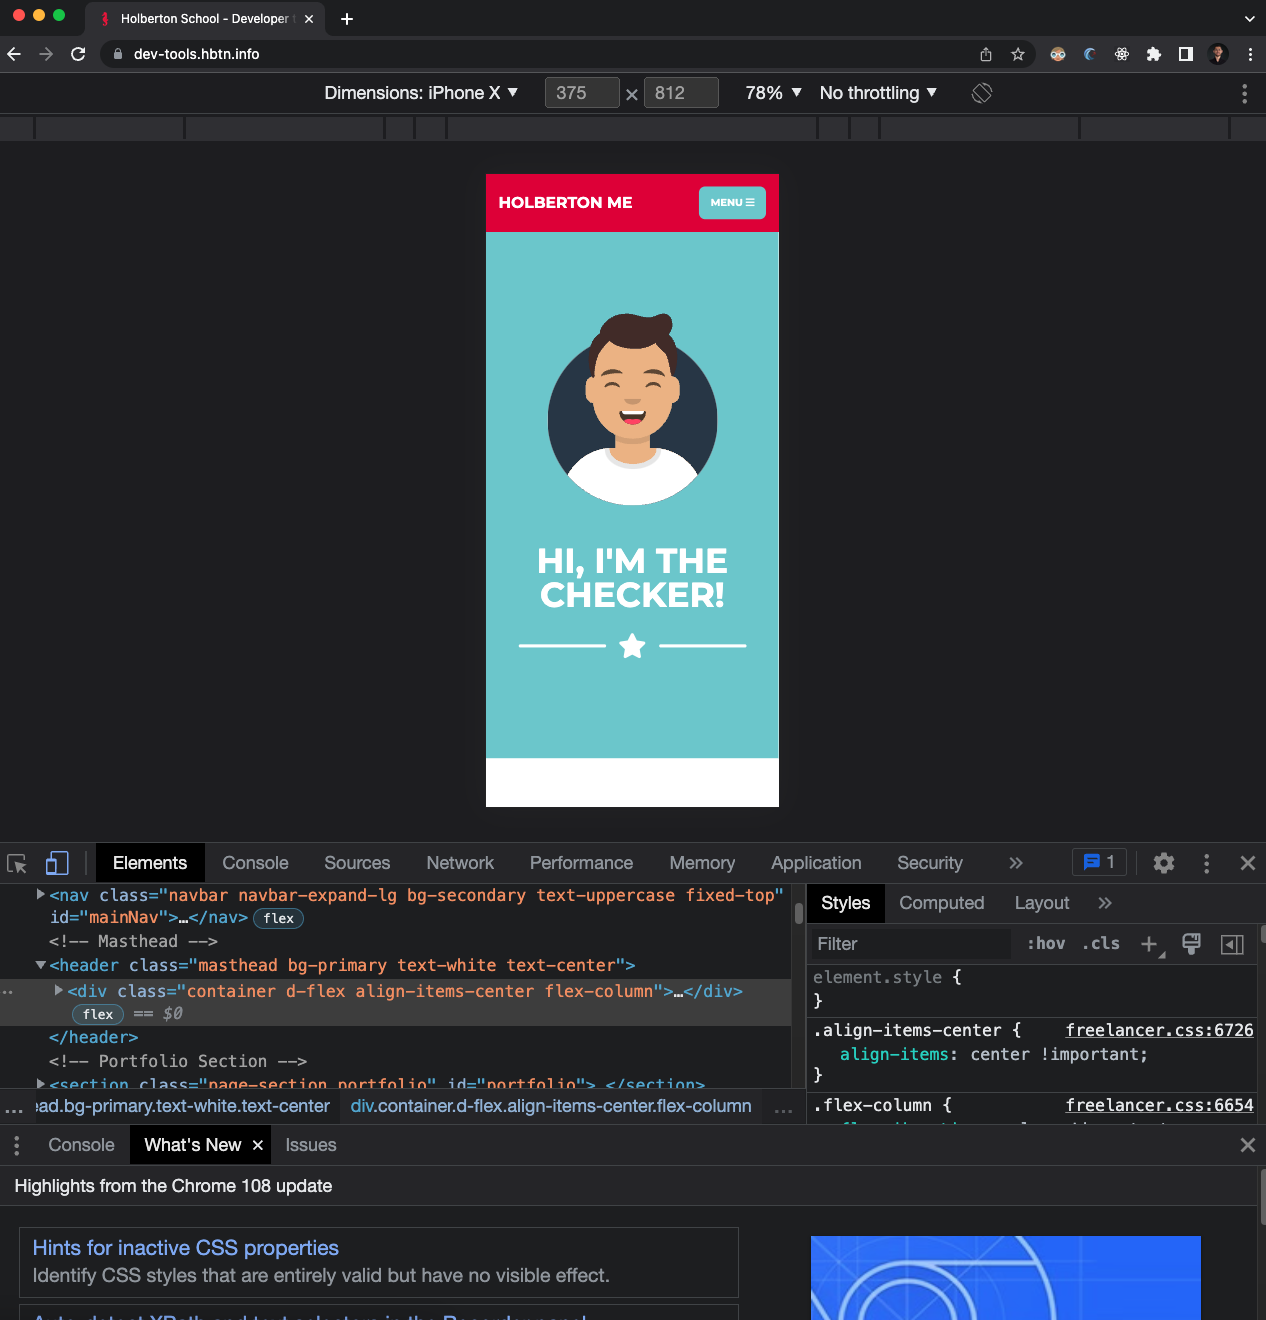 Holberton School - Developer t
dev-tools.hbtn.info
Dimensions: iPhone X ▼ 375 × 812 78% ▼ No throttling ▼
HOLBERTON ME
MENU
HI, I'M THE
CHECKER!
Elements Console Sources Network Performance Memory Application Security » 1
<nav class="navbar navbar-expand-lg bg-secondary text-uppercase fixed-top"
id="mainNav">…</nav> flex
<!-- Masthead -->
<header class="masthead bg-primary text-white text-center">
<div class="container d-flex align-items-center flex-column">…</div>
flex == $0
</header>
<!-- Portfolio Section -->
<section class="page-section portfolio" id="portfolio">…</section>
... ead.bg-primary.text-white.text-center div.container.d-flex.align-items-center.flex-column ...
Styles Computed Layout »
Filter :hov .cls +
element.style {
}
.align-items-center { freelancer.css:6726
align-items: center !important;
}
.flex-column { freelancer.css:6654
Console What's New × Issues
Highlights from the Chrome 108 update
Hints for inactive CSS properties
Identify CSS styles that are entirely valid but have no visible effect.